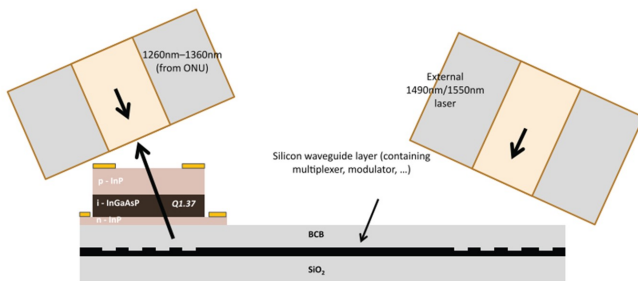 1260nm–1360nm
(from ONU)
External
1490nm/1550nm
laser
Silicon waveguide layer (containing
multiplexer, modulator, ...)
p - InP
i - InGaAsP Q1.37
n - InP
BCB
SiO₂